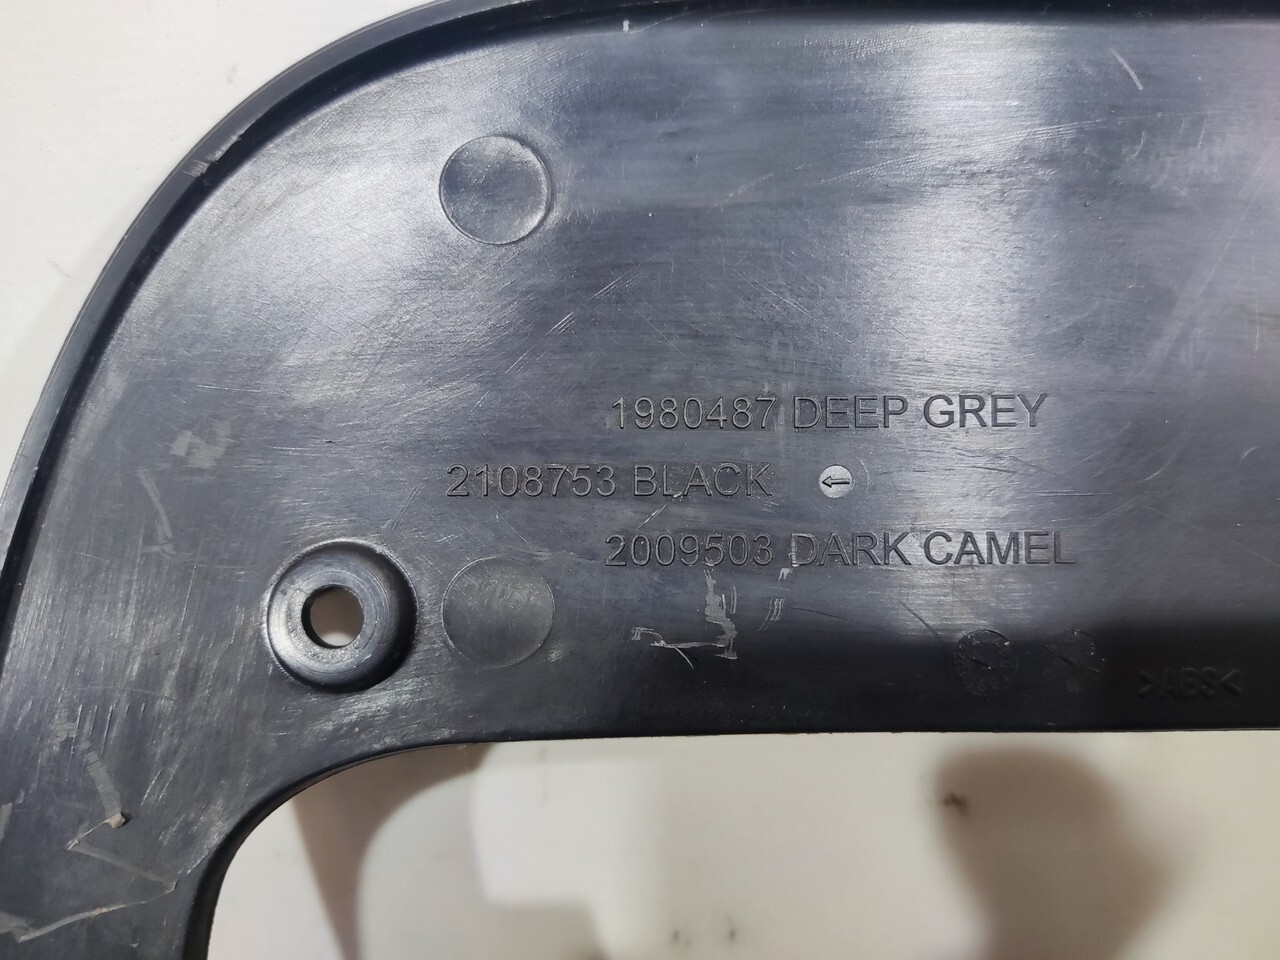 1980487 DEEP GREY
2108753 BLACK ←
2009503 DARK CAMEL
>ABS<